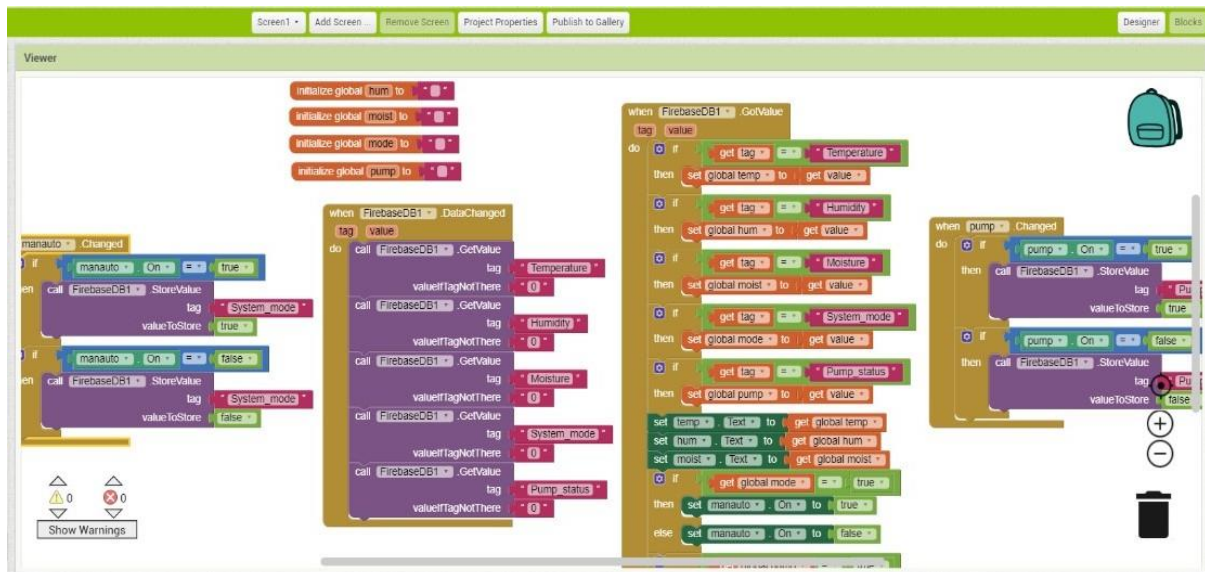 Screen1
Add Screen ...
Remove Screen
Project Properties
Publish to Gallery
Designer
Blocks
Viewer
initialize global hum to " "
initialize global moist to " "
initialize global mode to " "
initialize global pump to " "
manauto .Changed
if manauto . On = true
call FirebaseDB1 .StoreValue
tag "System_mode"
valueToStore true
if manauto . On = false
call FirebaseDB1 .StoreValue
tag "System_mode"
valueToStore false
0
0
Show Warnings
when FirebaseDB1 .DataChanged
tag value
do call FirebaseDB1 .GetValue
tag "Temperature"
valueIfTagNotThere "0"
call FirebaseDB1 .GetValue
tag "Humidity"
valueIfTagNotThere "0"
call FirebaseDB1 .GetValue
tag "Moisture"
valueIfTagNotThere "0"
call FirebaseDB1 .GetValue
tag "System_mode"
valueIfTagNotThere "0"
call FirebaseDB1 .GetValue
tag "Pump_status"
valueIfTagNotThere "0"
when FirebaseDB1 .GotValue
tag value
do if get tag = "Temperature"
then set global temp to get value
if get tag = "Humidity"
then set global hum to get value
if get tag = "Moisture"
then set global moist to get value
if get tag = "System_mode"
then set global mode to get value
if get tag = "Pump_status"
then set global pump to get value
set temp . Text to get global temp
set hum . Text to get global hum
set moist . Text to get global moist
if get global mode = true
then set manauto . On to true
else set manauto . On to false
when pump .Changed
do if pump . On = true
then call FirebaseDB1 .StoreValue
tag
valueToStore true
if pump . On = false
then call FirebaseDB1 .StoreValue
tag
valueToStore false